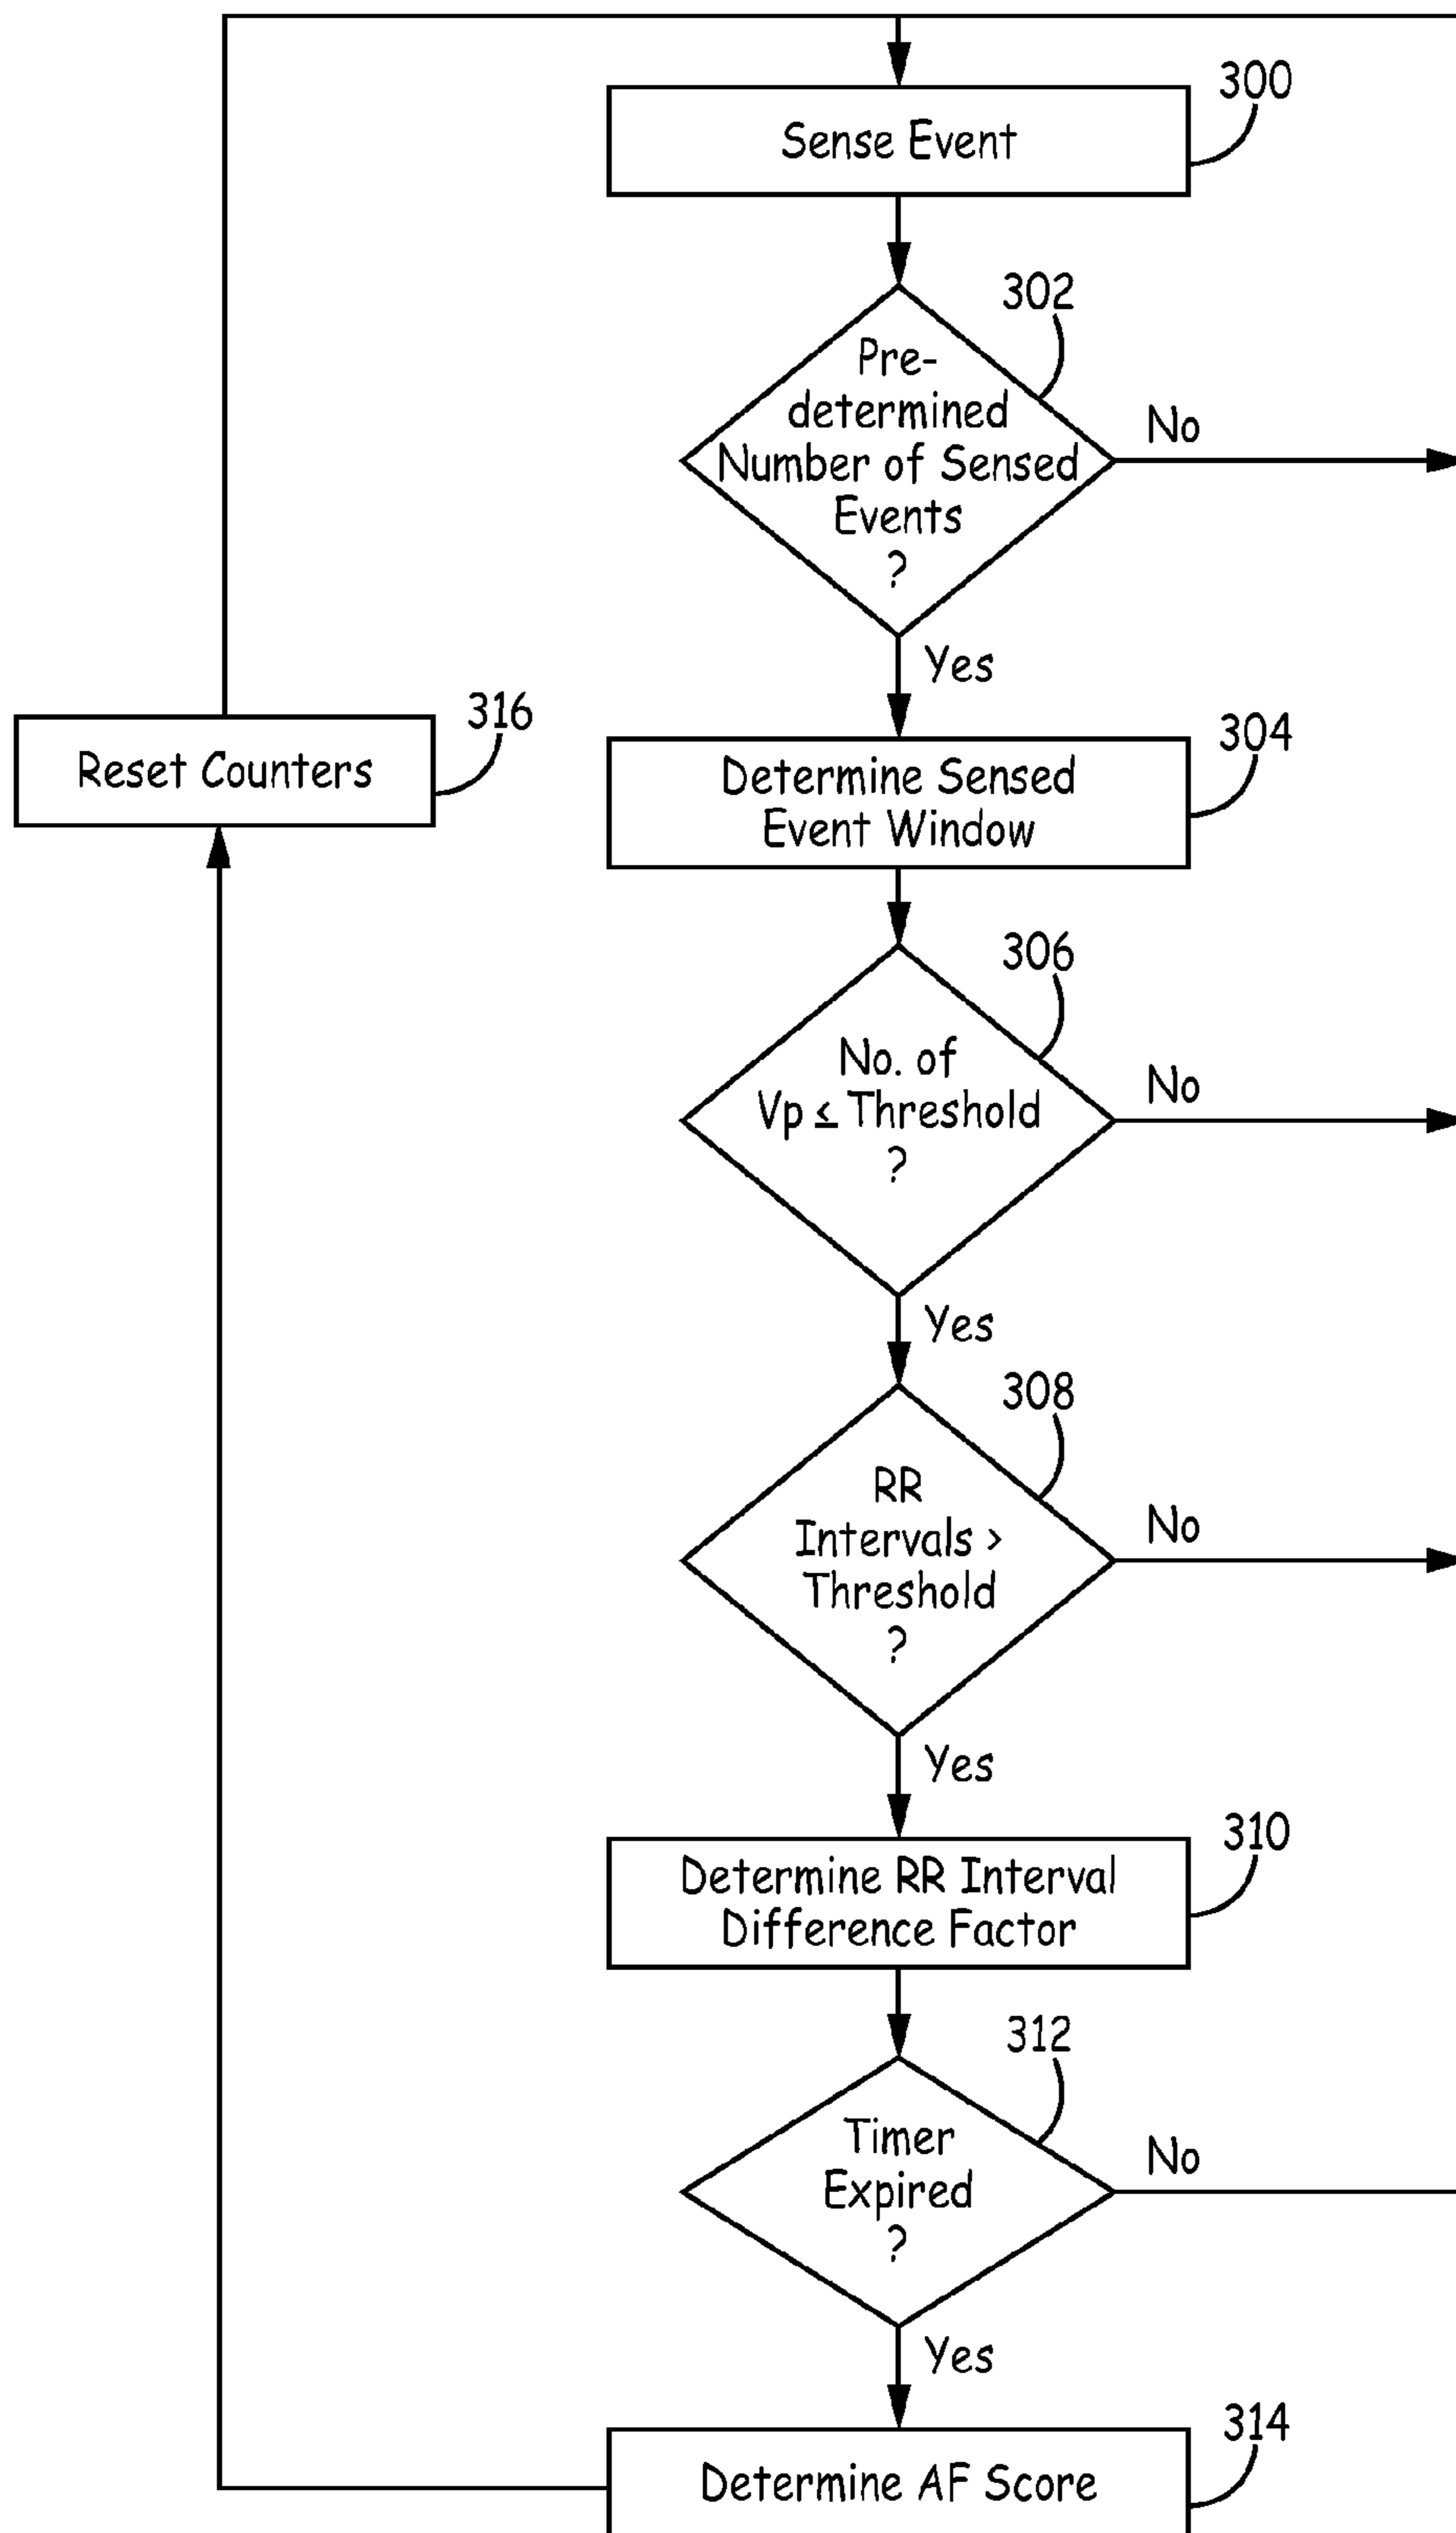 300
Sense Event
302
Pre-
determined
Number of Sensed
Events
?
No
Yes
316
Reset Counters
304
Determine Sensed
Event Window
306
No. of
Vp ≤ Threshold
?
No
Yes
308
RR
Intervals >
Threshold
?
No
Yes
310
Determine RR Interval
Difference Factor
312
Timer
Expired
?
No
Yes
314
Determine AF Score